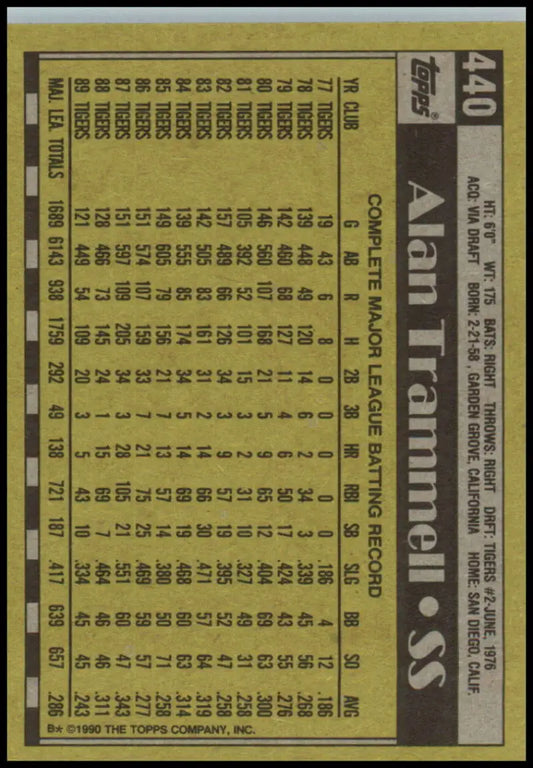 440
HT: 6'0" WT: 175 BATS: RIGHT THROWS: RIGHT DRFT: TIGERS #2-JUNE, 1976
ACQ: VIA DRAFT BORN: 2-21-58, GARDEN GROVE, CALIFORNIA HOME: SAN DIEGO, CALIF.
TOPPS®
Alan Trammell • SS
COMPLETE MAJOR LEAGUE BATTING RECORD
YR CLUB G AB R H 2B 3B HR RBI SB SLG BB SO AVG
77 TIGERS 19 43 6 8 0 0 0 0 0 .186 4 12 .186
78 TIGERS 139 448 49 120 14 6 2 34 3 .339 45 56 .268
79 TIGERS 142 460 68 127 11 4 6 50 17 .424 43 55 .276
80 TIGERS 146 560 107 168 21 5 9 65 12 .404 69 63 .300
81 TIGERS 105 392 52 101 15 3 2 31 10 .327 49 31 .258
82 TIGERS 157 489 66 126 34 3 9 57 19 .395 52 47 .258
83 TIGERS 142 505 83 161 31 2 14 66 30 .471 57 64 .319
84 TIGERS 139 555 85 174 34 5 14 69 19 .468 60 63 .314
85 TIGERS 149 605 79 156 21 7 13 57 14 .380 50 71 .258
86 TIGERS 151 574 107 159 33 7 21 75 25 .469 59 57 .277
87 TIGERS 151 597 109 205 34 3 28 105 21 .551 60 47 .343
88 TIGERS 128 466 73 145 24 1 15 69 7 .464 46 46 .311
89 TIGERS 121 449 54 109 20 3 5 43 10 .334 45 45 .243
MAJ. LEA. TOTALS 1689 6143 938 1759 292 49 138 721 187 .417 639 657 .286
B* ©1990 THE TOPPS COMPANY, INC.